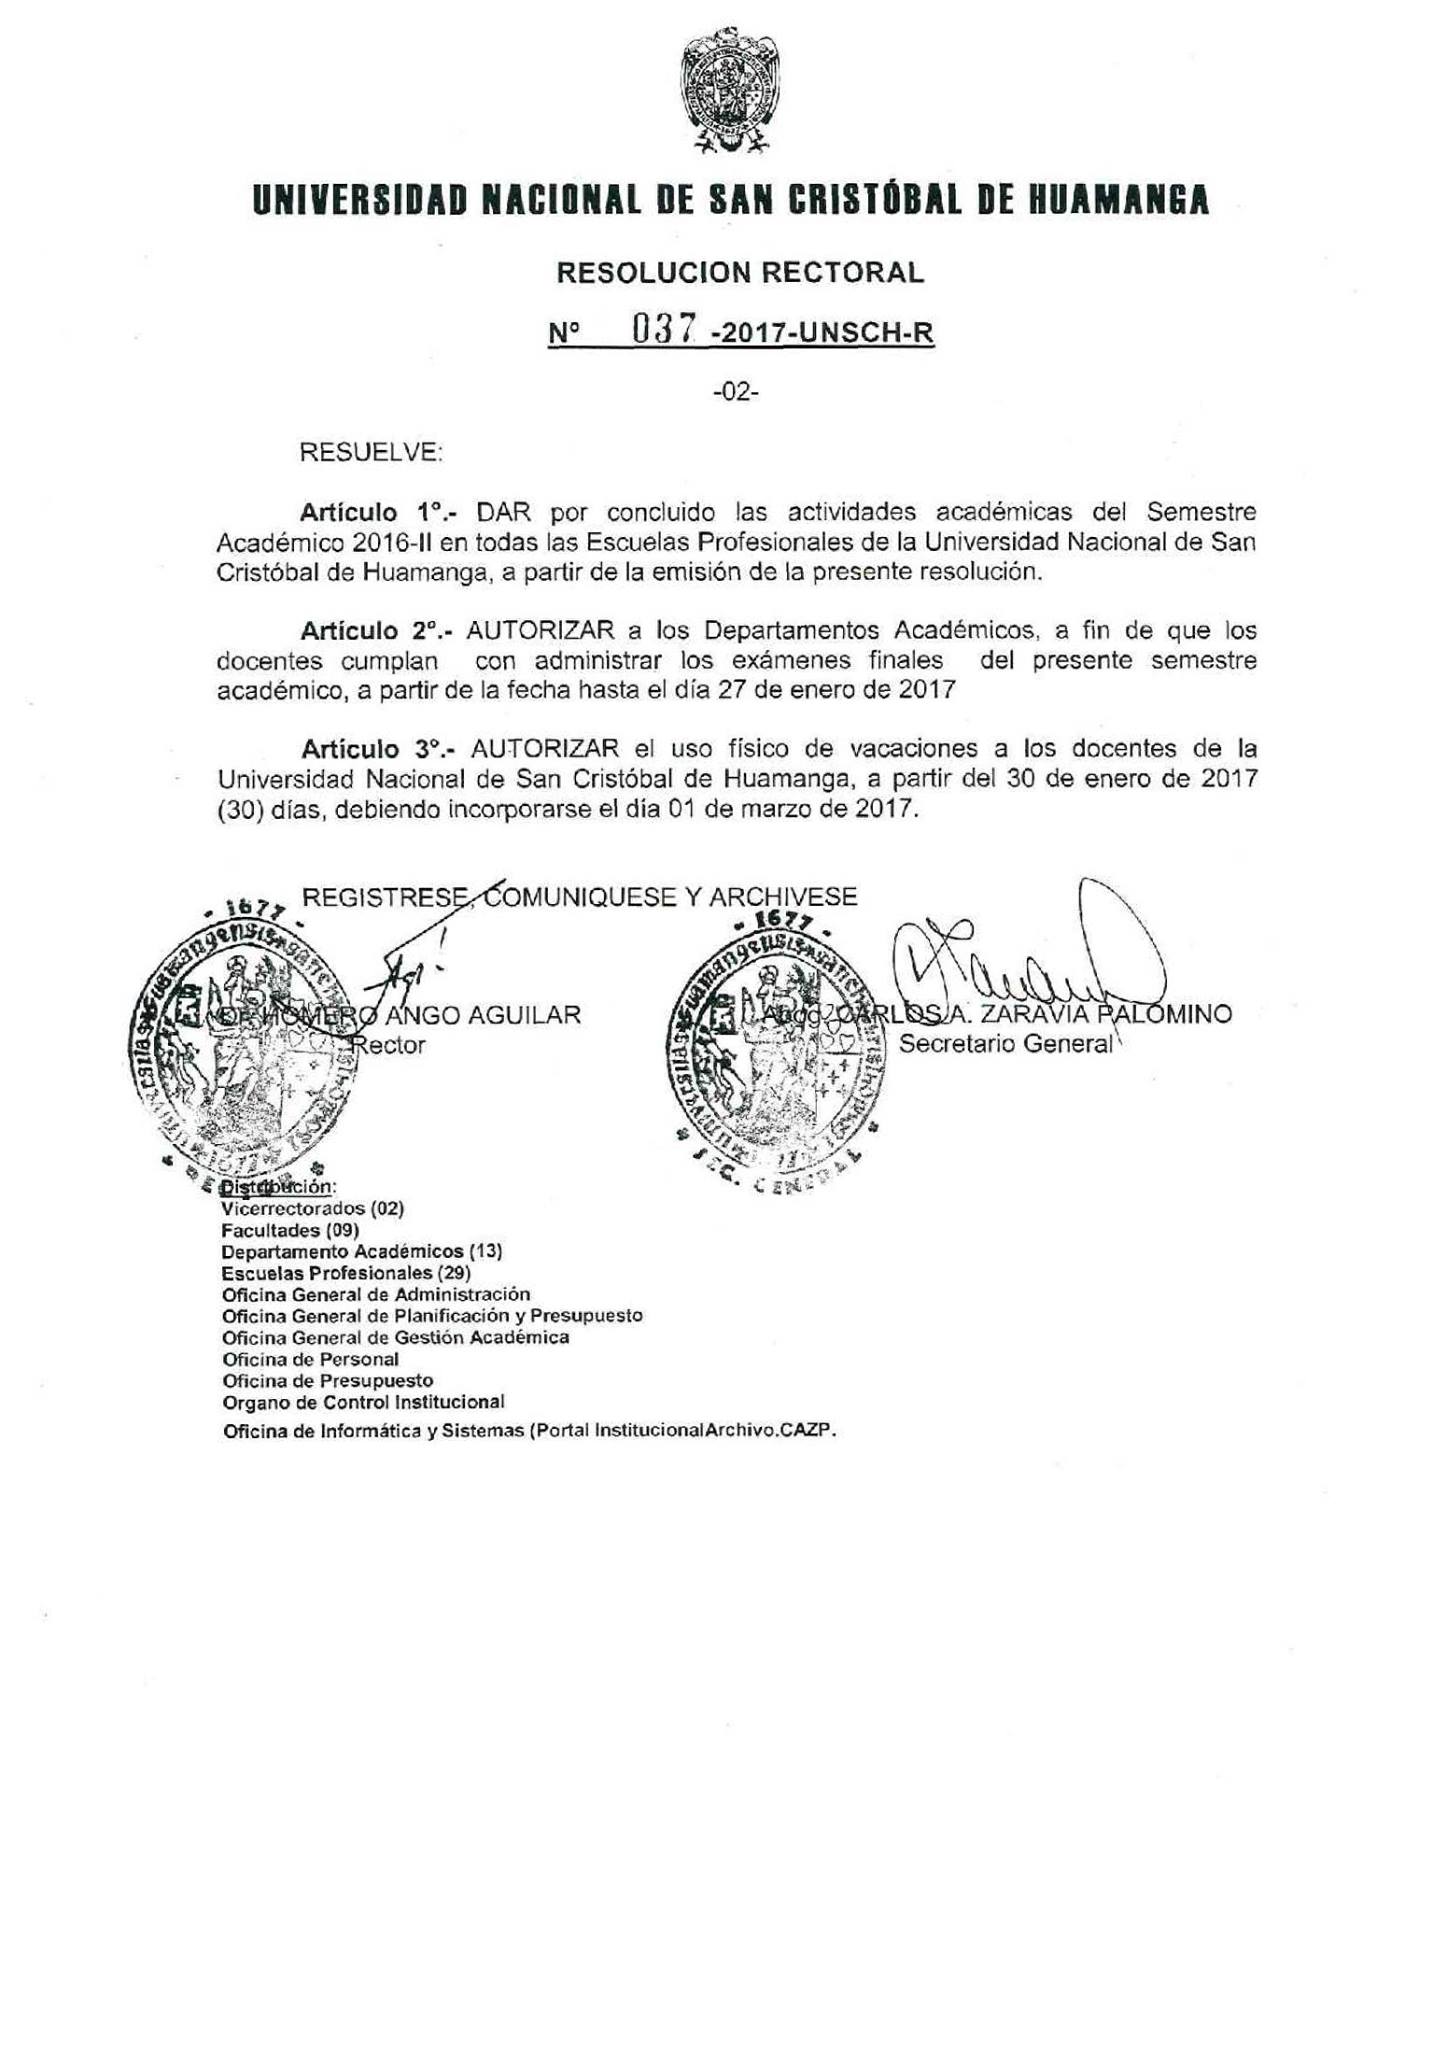 UNIVERSIDAD NACIONAL DE SAN CRISTÓBAL DE HUAMANGA
RESOLUCION RECTORAL
Nº 037 -2017-UNSCH-R
-02-
RESUELVE:
Artículo 1º.- DAR por concluido las actividades académicas del Semestre
Académico 2016-II en todas las Escuelas Profesionales de la Universidad Nacional de San
Cristóbal de Huamanga, a partir de la emisión de la presente resolución.
Artículo 2º.- AUTORIZAR a los Departamentos Académicos, a fin de que los
docentes cumplan con administrar los exámenes finales del presente semestre
académico, a partir de la fecha hasta el día 27 de enero de 2017
Artículo 3º.- AUTORIZAR el uso físico de vacaciones a los docentes de la
Universidad Nacional de San Cristóbal de Huamanga, a partir del 30 de enero de 2017
(30) días, debiendo incorporarse el día 01 de marzo de 2017.
REGISTRESE, COMUNIQUESE Y ARCHIVESE
- 1677 -
- 1677 -
HOMERO ANGO AGUILAR
Rector
CARLOS A. ZARAVIA PALOMINO
Secretario General
SEC. GENERAL
Distribución:
Vicerrectorados (02)
Facultades (09)
Departamento Académicos (13)
Escuelas Profesionales (29)
Oficina General de Administración
Oficina General de Planificación y Presupuesto
Oficina General de Gestión Académica
Oficina de Personal
Oficina de Presupuesto
Organo de Control Institucional
Oficina de Informática y Sistemas (Portal InstitucionalArchivo.CAZP.